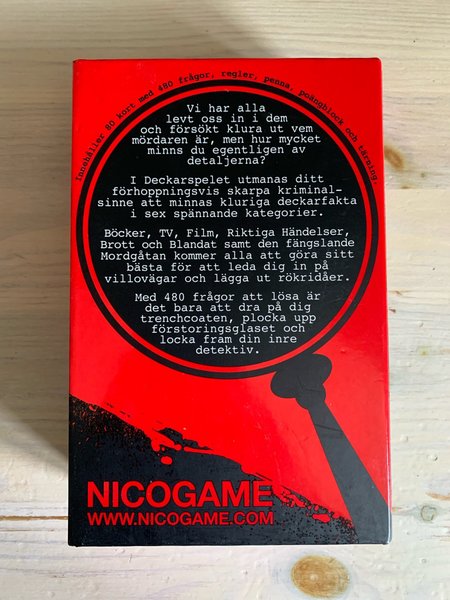 Innehåller 80 kort med 480 frågor, regler, penna, poängblock och tärning
Vi har alla
levt oss in i dem
och försökt klura ut vem
mördaren är, men hur mycket
minns du egentligen av
detaljerna?
I Deckarspelet utmanas ditt
förhoppningsvis skarpa kriminal-
sinne att minnas kluriga deckarfakta
i sex spännande kategorier.
Böcker, TV, Film, Riktiga Händelser,
Brott och Blandat samt den fängslande
Mordgåtan kommer alla att göra sitt
bästa för att leda dig in på
villovägar och lägga ut rökridåer.
Med 480 frågor att lösa är
det bara att dra på dig
trenchcoaten, plocka upp
förstoringsglaset och
locka fram din inre
detektiv.
NICOGAME
WWW.NICOGAME.COM